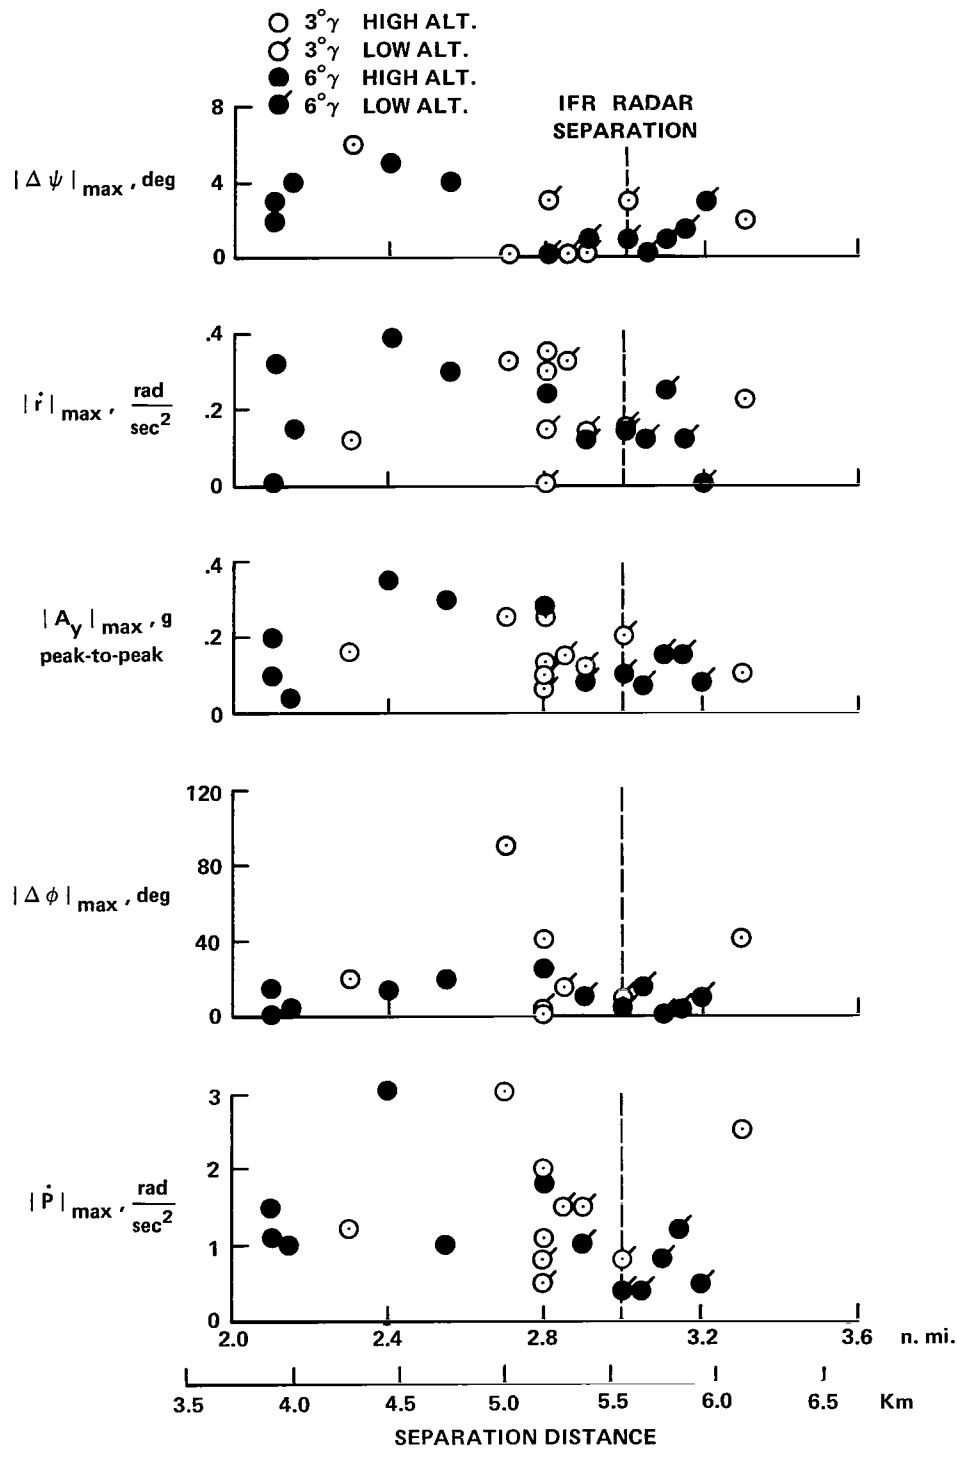 3°γ HIGH ALT.
3°γ LOW ALT.
6°γ HIGH ALT.
6°γ LOW ALT.
IFR RADAR
SEPARATION
|Δψ|max, deg
8
4
0
|ṙ|max, rad/sec²
.4
.2
0
|Ay|max, g
peak-to-peak
.4
.2
0
|Δϕ|max, deg
120
80
40
0
|Ṗ|max, rad/sec²
3
2
1
0
2.0 2.4 2.8 3.2 3.6 n. mi.
3.5 4.0 4.5 5.0 5.5 6.0 6.5 Km
SEPARATION DISTANCE